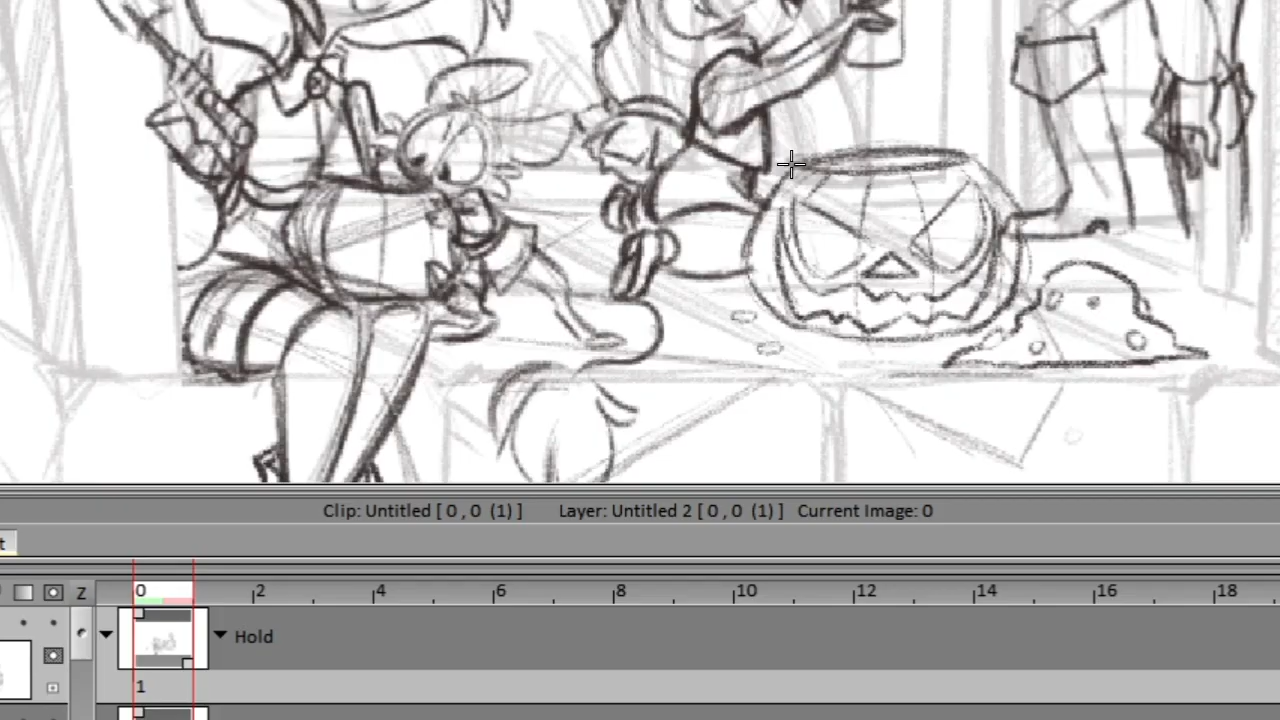 Clip: Untitled [ 0 , 0 (1) ] Layer: Untitled 2 [ 0 , 0 (1) ] Current Image: 0
t
Z 0 2 4 6 8 10 12 14 16 18
Hold
1